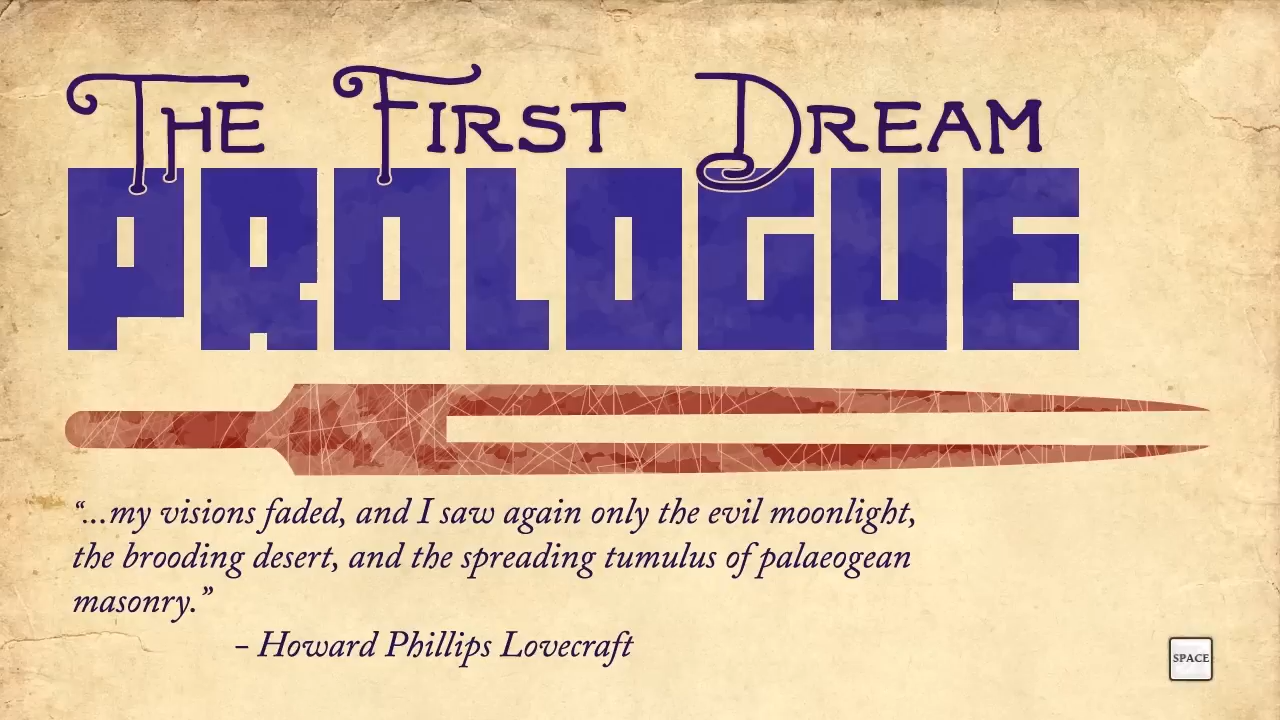 The First Dream
PROLOGUE
“...my visions faded, and I saw again only the evil moonlight,
the brooding desert, and the spreading tumulus of palaeogean
masonry.”
– Howard Phillips Lovecraft
SPACE